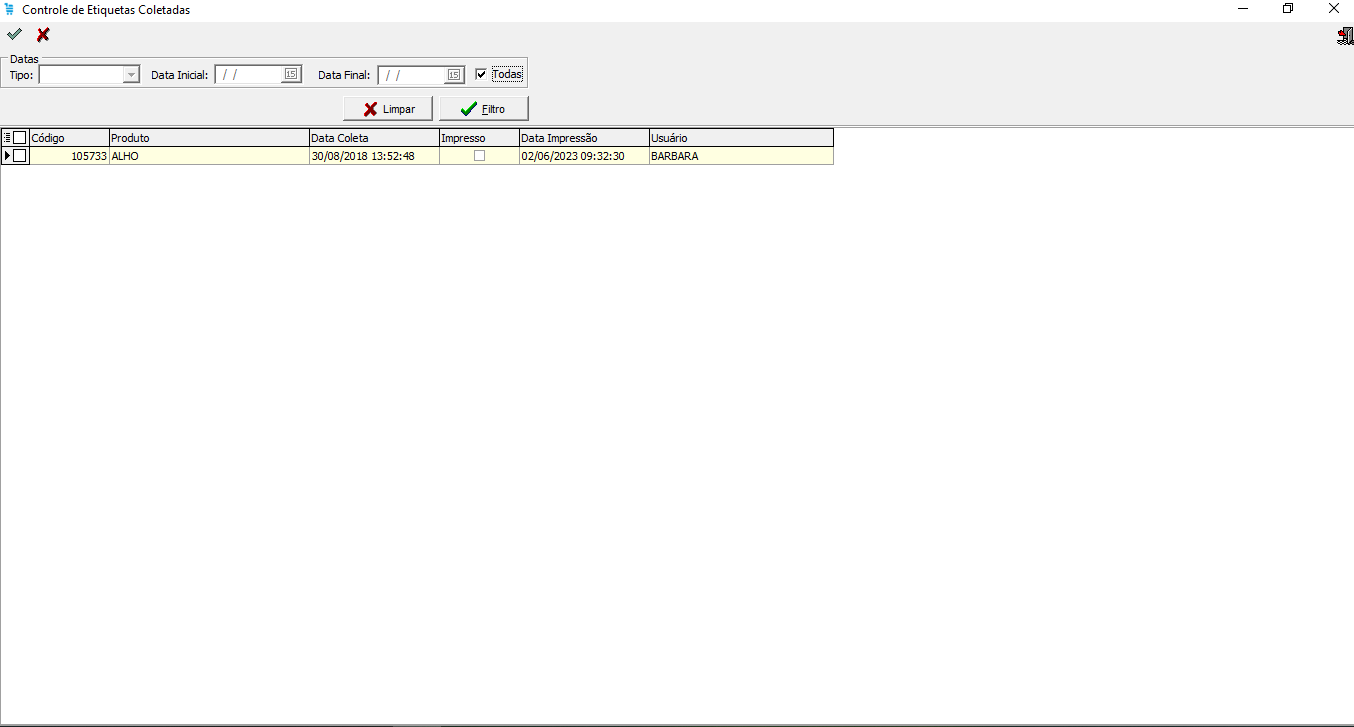 Controle de Etiquetas Coletadas
Datas
Tipo: Data Inicial: / / 15 Data Final: / / 15 Todas
Limpar Filtro
Código Produto Data Coleta Impresso Data Impressão Usuário
105733 ALHO 30/08/2018 13:52:48 02/06/2023 09:32:30 BARBARA